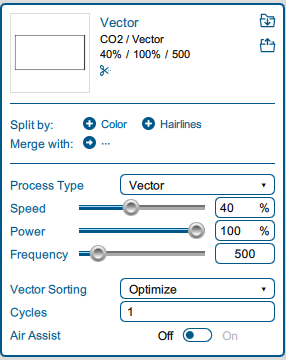 Vector
CO2 / Vector
40% / 100% / 500
Split by: Color Hairlines
Merge with: ...
Process Type Vector
Speed 40 %
Power 100 %
Frequency 500
Vector Sorting Optimize
Cycles 1
Air Assist Off On